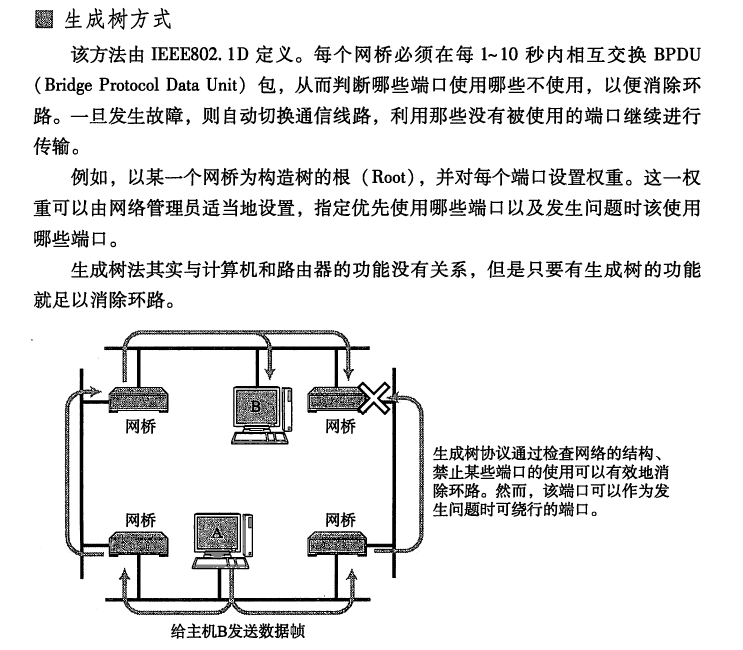 生成树方式
该方法由 IEEE802.1D 定义。每个网桥必须在每 1~10 秒内相互交换 BPDU
(Bridge Protocol Data Unit) 包，从而判断哪些端口使用哪些不使用，以便消除环
路。一旦发生故障，则自动切换通信线路，利用那些没有被使用的端口继续进行
传输。
例如，以某一个网桥为构造树的根（Root），并对每个端口设置权重。这一权
重可以由网络管理员适当地设置，指定优先使用哪些端口以及发生问题时该使用
哪些端口。
生成树法其实与计算机和路由器的功能没有关系，但是只要有生成树的功能
就足以消除环路。
B
网桥
网桥
生成树协议通过检查网络的结构、
禁止某些端口的使用可以有效地消
除环路。然而，该端口可以作为发
生问题时可绕行的端口。
网桥
A
网桥
给主机B发送数据帧